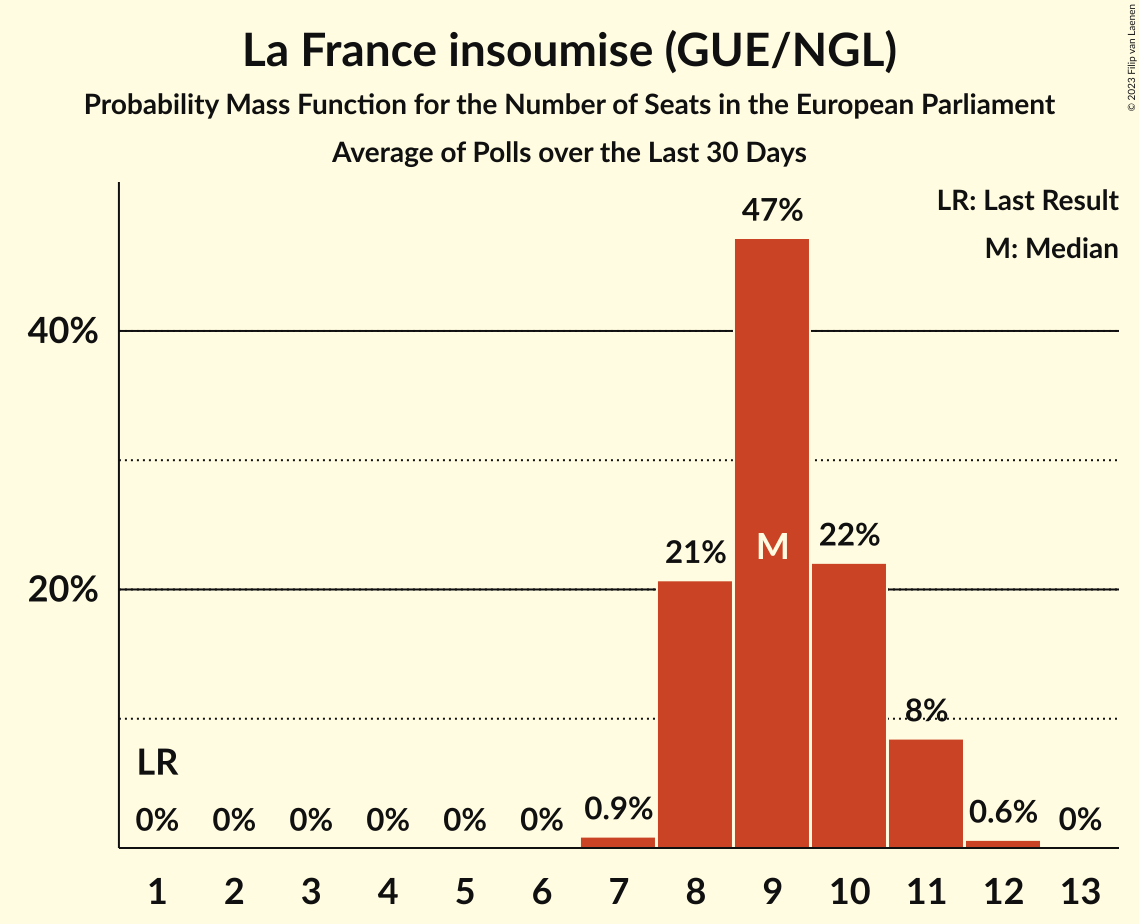 La France insoumise (GUE/NGL)
Probability Mass Function for the Number of Seats in the European Parliament
Average of Polls over the Last 30 Days
© 2023 Filip van Laenen
LR: Last Result
M: Median
47%
40%
22%
21%
M
20%
8%
LR
0% 0% 0% 0% 0% 0% 0.9% 0.6% 0%
1 2 3 4 5 6 7 8 9 10 11 12 13